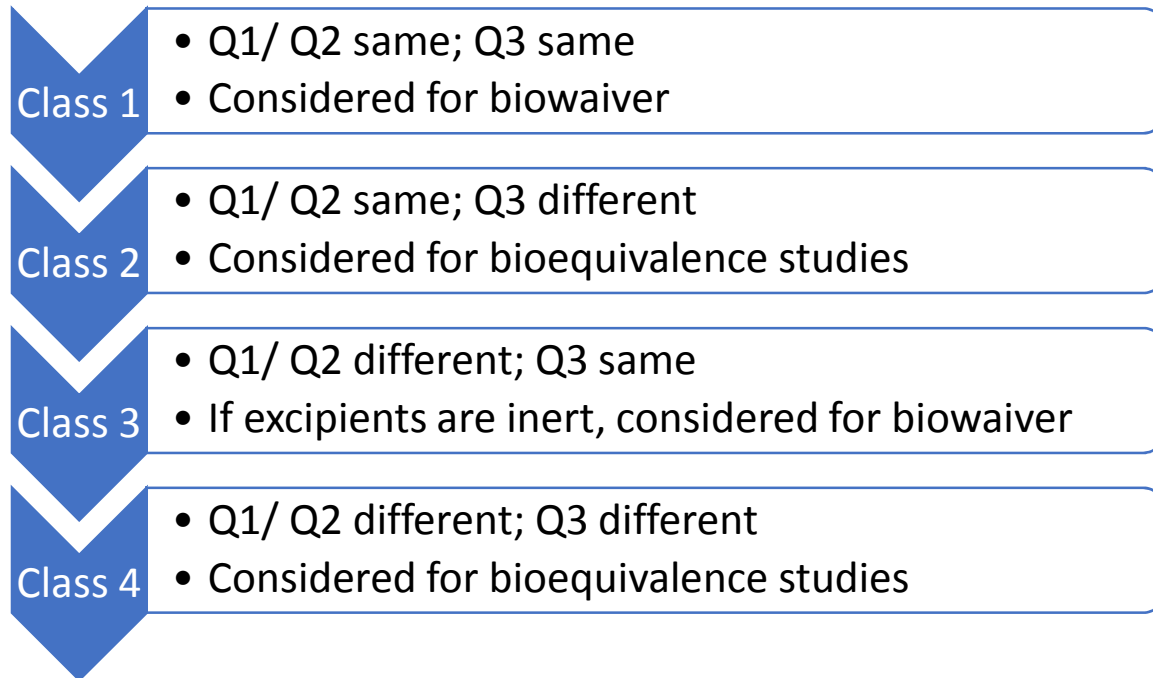 Class 1
• Q1/ Q2 same; Q3 same
• Considered for biowaiver
Class 2
• Q1/ Q2 same; Q3 different
• Considered for bioequivalence studies
Class 3
• Q1/ Q2 different; Q3 same
• If excipients are inert, considered for biowaiver
Class 4
• Q1/ Q2 different; Q3 different
• Considered for bioequivalence studies